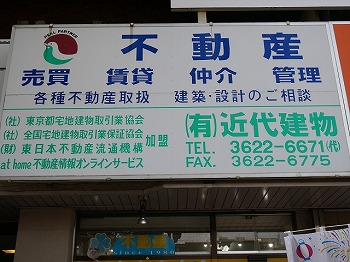 REAL PARTNER
不動産
売買 賃貸 仲介 管理
各種不動産取扱 建築・設計のご相談
(社)東京都宅地建物取引業協会
(社)全国宅地建物取引業保証協会
(財)東日本不動産流通機構
at home 不動産情報オンラインサービス
加盟
(有)近代建物
TEL. 3622-6671(代)
FAX. 3622-6775
不動産
since 1980